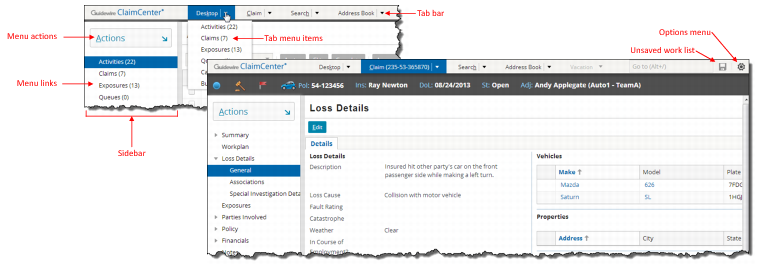 Guidewire ClaimCenter® Desktop Claim Search Address Book
Tab bar
Menu actions
Actions
Activities (22)
Claims (7)
Exposures (13)
Tab menu items
Options menu
Unsaved work list
Menu links
Activities (22)
Claims (7)
Exposures (13)
Queues (0)
Sidebar
Guidewire ClaimCenter® Desktop Claim (235-53-365870) Search Address Book Vacation Go to (Alt+/)
Pol: 54-123456 Ins: Ray Newton DoL: 08/24/2013 St: Open Adj: Andy Applegate (Auto1 - TeamA)
Actions
Summary
Workplan
Loss Details
General
Associations
Special Investigation Deta
Exposures
Parties Involved
Policy
Financials
Notes
Loss Details
Edit
Details
Loss Details
Description Insured hit other party's car on the front
passenger side while making a left turn.
Loss Cause Collision with motor vehicle
Fault Rating
Catastrophe
Weather Clear
In Course of
Employment?
Vehicles
Make ↑ Model Plate
Mazda 626 7FDG
Saturn SL 1HGJ
Properties
Address ↑ City State